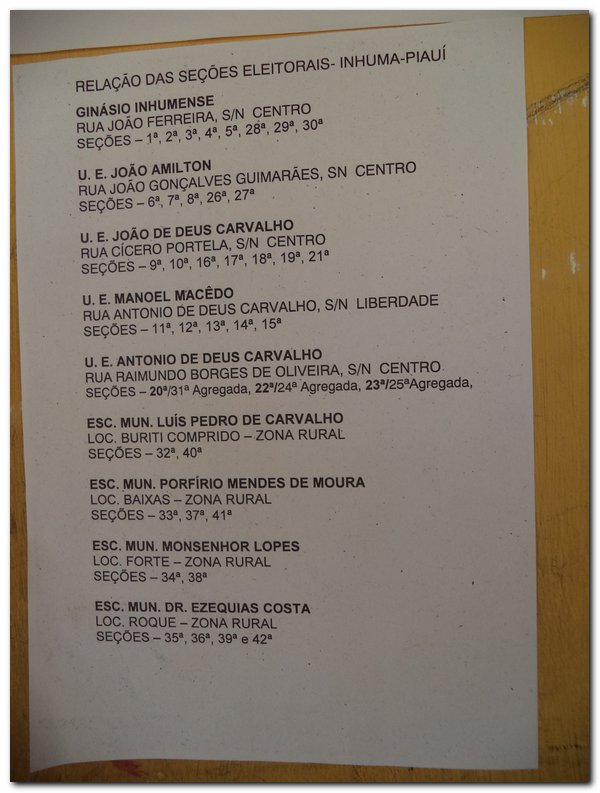 RELAÇÃO DAS SEÇÕES ELEITORAIS- INHUMA-PIAUÍ
GINÁSIO INHUMENSE
RUA JOÃO FERREIRA, S/N CENTRO
SEÇÕES – 1ª, 2ª, 3ª, 4ª, 5ª, 28ª, 29ª, 30ª
U. E. JOÃO AMILTON
RUA JOÃO GONÇALVES GUIMARÃES, SN CENTRO
SEÇÕES – 6ª, 7ª, 8ª, 26ª, 27ª
U. E. JOÃO DE DEUS CARVALHO
RUA CÍCERO PORTELA, S/N CENTRO
SEÇÕES – 9ª, 10ª, 16ª, 17ª, 18ª, 19ª, 21ª
U. E. MANOEL MACÊDO
RUA ANTONIO DE DEUS CARVALHO, S/N LIBERDADE
SEÇÕES – 11ª, 12ª, 13ª, 14ª, 15ª
U. E. ANTONIO DE DEUS CARVALHO
RUA RAIMUNDO BORGES DE OLIVEIRA, S/N CENTRO
SEÇÕES – 20ª/31ª Agregada, 22ª/24ª Agregada, 23ª/25ªAgregada,
ESC. MUN. LUÍS PEDRO DE CARVALHO
LOC. BURITI COMPRIDO – ZONA RURAL
SEÇÕES – 32ª, 40ª
ESC. MUN. PORFÍRIO MENDES DE MOURA
LOC. BAIXAS – ZONA RURAL
SEÇÕES – 33ª, 37ª, 41ª
ESC. MUN. MONSENHOR LOPES
LOC. FORTE – ZONA RURAL
SEÇÕES – 34ª, 38ª
ESC. MUN. DR. EZEQUIAS COSTA
LOC. ROQUE – ZONA RURAL
SEÇÕES – 35ª, 36ª, 39ª e 42ª